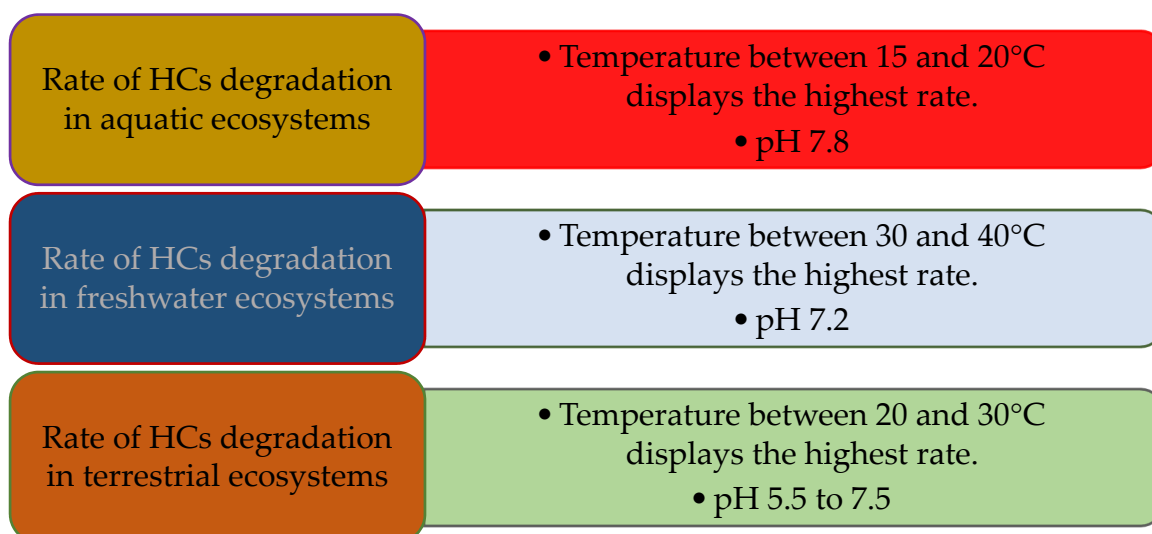 Rate of HCs degradation
in aquatic ecosystems
• Temperature between 15 and 20°C
displays the highest rate.
• pH 7.8
Rate of HCs degradation
in freshwater ecosystems
• Temperature between 30 and 40°C
displays the highest rate.
• pH 7.2
Rate of HCs degradation
in terrestrial ecosystems
• Temperature between 20 and 30°C
displays the highest rate.
• pH 5.5 to 7.5